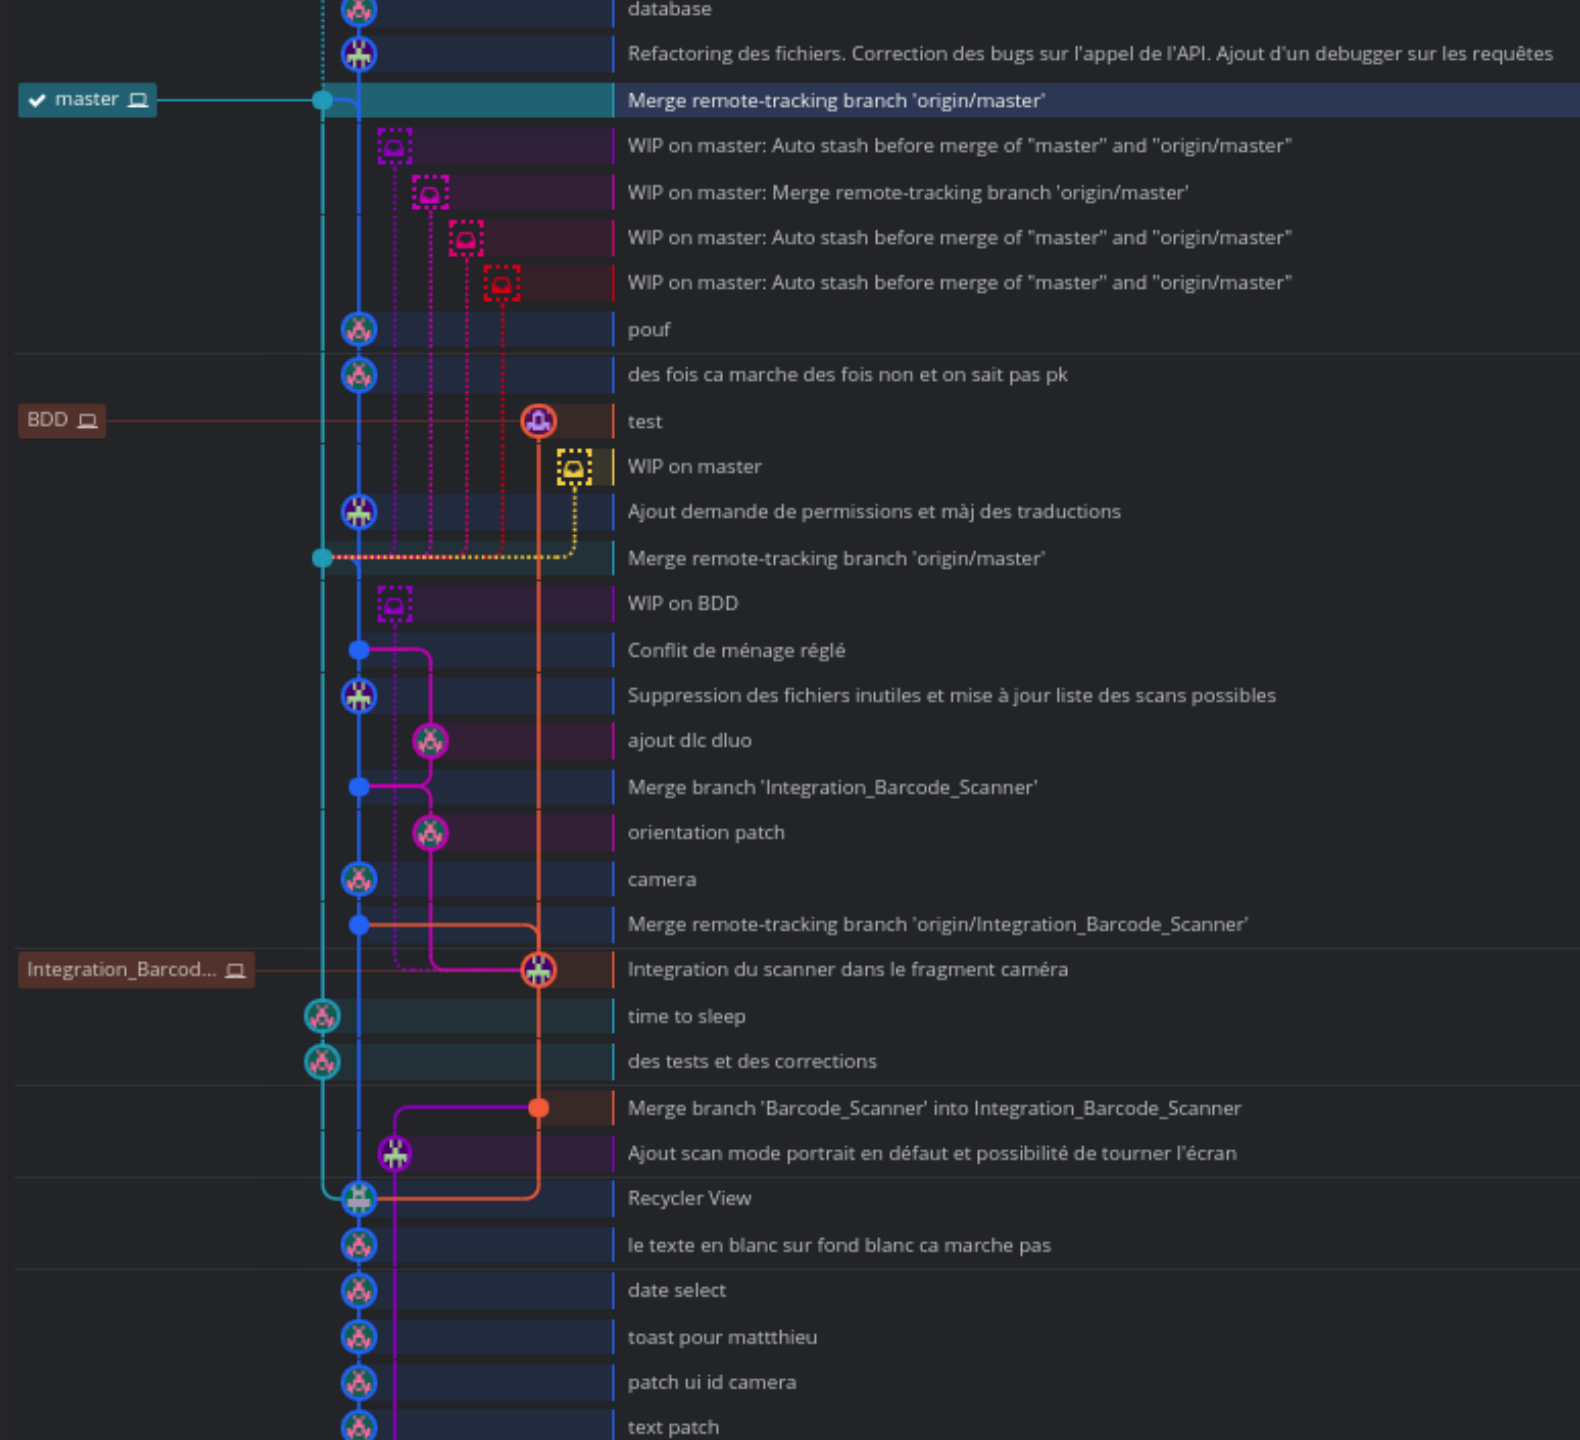 database
Refactoring des fichiers. Correction des bugs sur l'appel de l'API. Ajout d'un debugger sur les requêtes
master
Merge remote-tracking branch 'origin/master'
WIP on master: Auto stash before merge of "master" and "origin/master"
WIP on master: Merge remote-tracking branch 'origin/master'
WIP on master: Auto stash before merge of "master" and "origin/master"
WIP on master: Auto stash before merge of "master" and "origin/master"
pouf
des fois ca marche des fois non et on sait pas pk
BDD
test
WIP on master
Ajout demande de permissions et màj des traductions
Merge remote-tracking branch 'origin/master'
WIP on BDD
Conflit de ménage réglé
Suppression des fichiers inutiles et mise à jour liste des scans possibles
ajout dlc dluo
Merge branch 'Integration_Barcode_Scanner'
orientation patch
camera
Merge remote-tracking branch 'origin/Integration_Barcode_Scanner'
Integration_Barcod...
Integration du scanner dans le fragment caméra
time to sleep
des tests et des corrections
Merge branch 'Barcode_Scanner' into Integration_Barcode_Scanner
Ajout scan mode portrait en défaut et possibilité de tourner l'écran
Recycler View
le texte en blanc sur fond blanc ca marche pas
date select
toast pour mattthieu
patch ui id camera
text patch